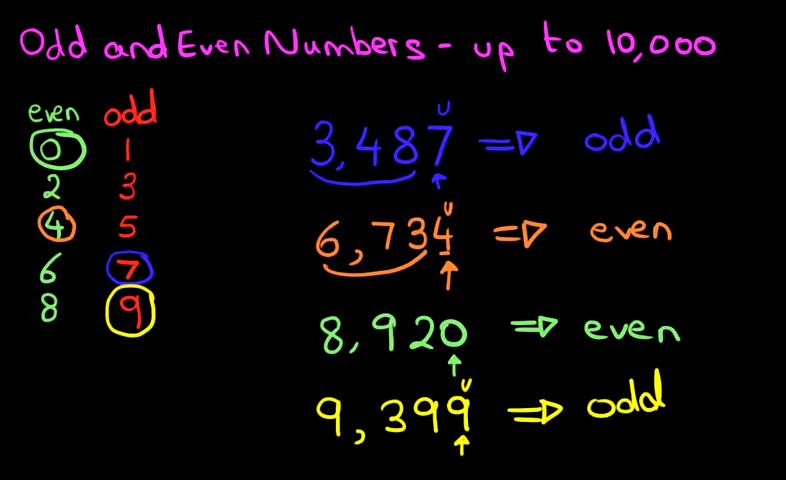 Odd and Even Numbers - up to 10,000
even odd
0 1
2 3
4 5
6 7
8 9
U
3,487 ⇒ odd
U
6,734 ⇒ even
8,920 ⇒ even
U
9,399 ⇒ odd